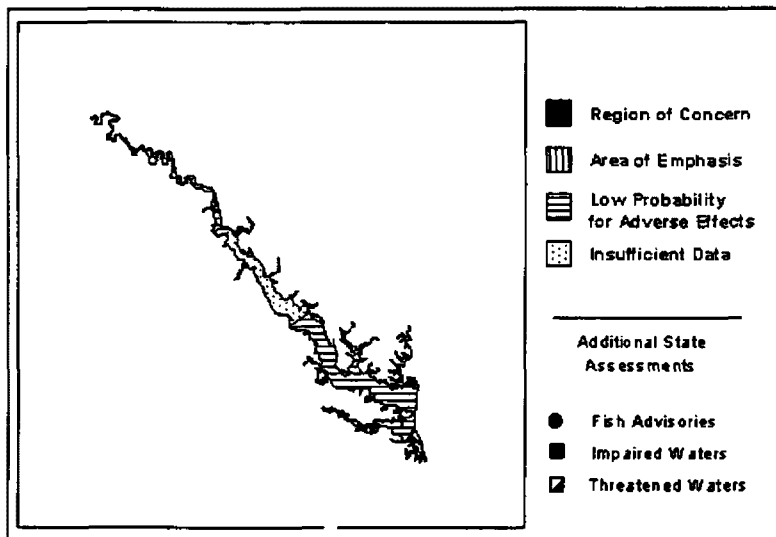 Region of Concern
Area of Emphasis
Low Probability
for Adverse Effects
Insufficient Data
Additional State
Assessments
Fish Advisories
Impaired Waters
Threatened Waters